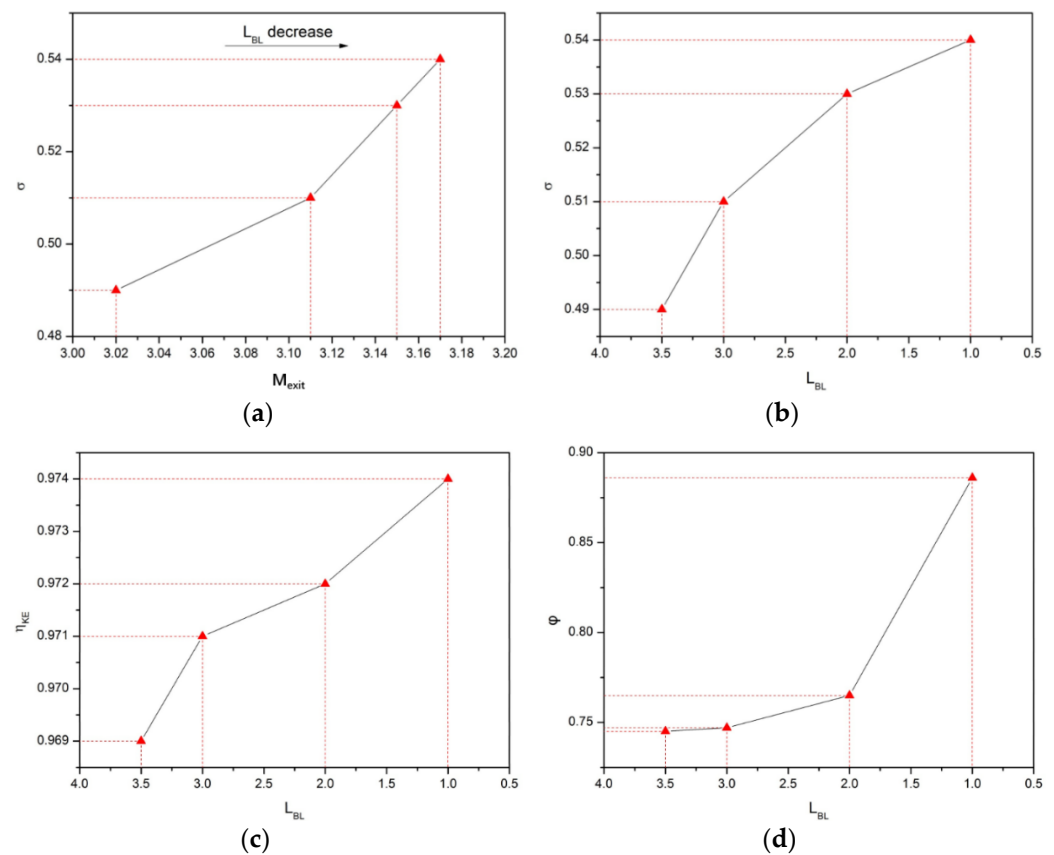 L_BL decrease
0.54
0.52
0.50
0.48
σ
3.00 3.02 3.04 3.06 3.08 3.10 3.12 3.14 3.16 3.18 3.20
M_exit
(a)
0.54
0.53
0.52
0.51
0.50
0.49
σ
4.0 3.5 3.0 2.5 2.0 1.5 1.0 0.5
L_BL
(b)
0.974
0.973
0.972
0.971
0.970
0.969
η_KE
4.0 3.5 3.0 2.5 2.0 1.5 1.0 0.5
L_BL
(c)
0.90
0.85
0.80
0.75
φ
4.0 3.5 3.0 2.5 2.0 1.5 1.0 0.5
L_BL
(d)